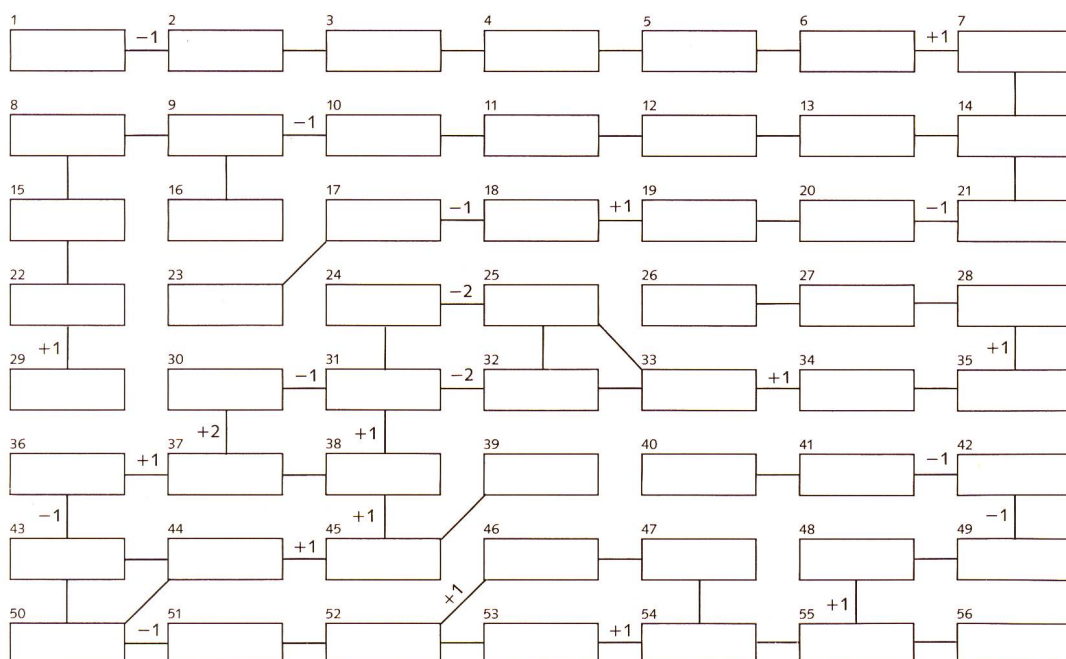 1 −1 2 3 4 5 6 +1 7
8 9 −1 10 11 12 13 14
15 16 17 −1 18 +1 19 20 −1 21
22 23 24 −2 25 26 27 28
+1 +1
29 30 31 32 33 34 35
−1 −2 +1
+2 +1
36 37 38 39 40 41 42
+1 −1
−1 +1 −1
43 44 45 46 47 48 49
+1
+1 +1
50 51 52 53 54 55 56
−1 +1